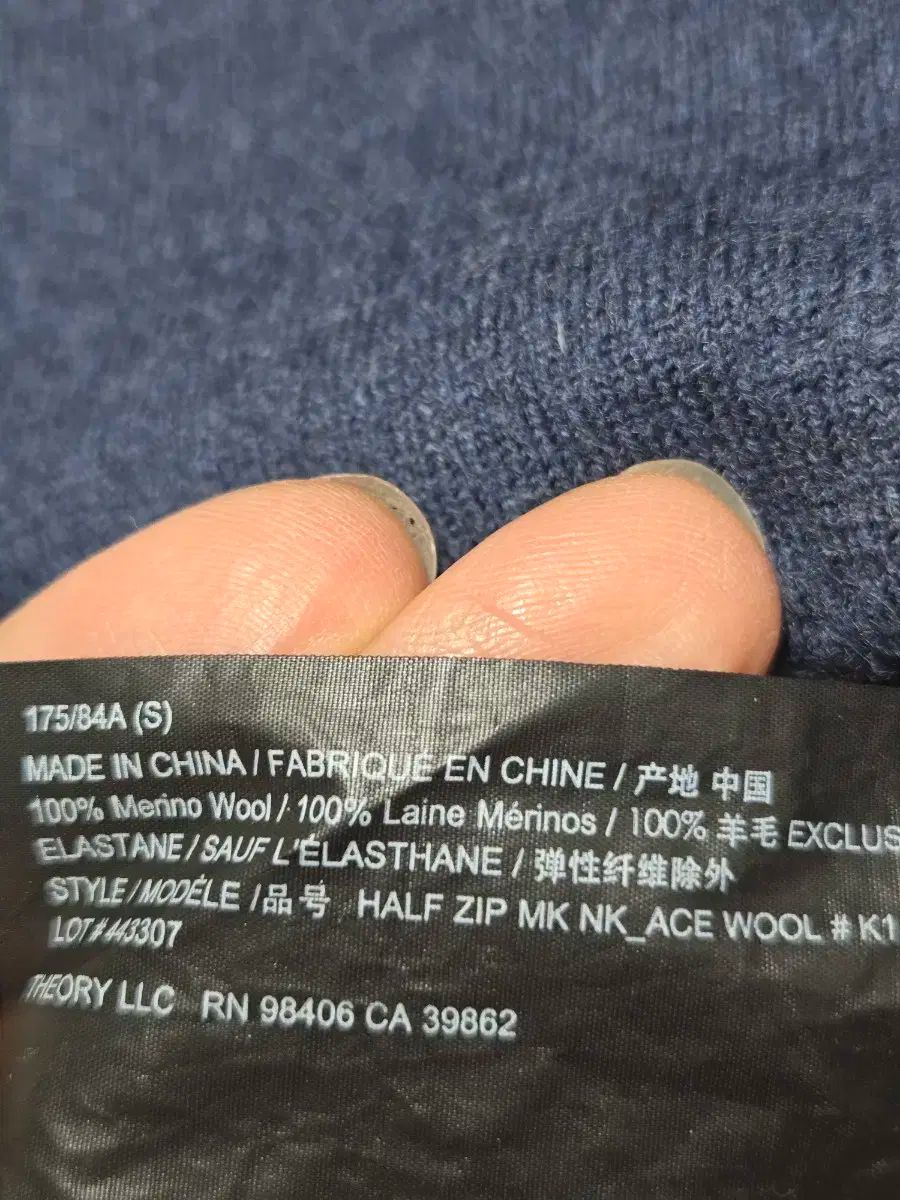 175/84A (S)
MADE IN CHINA / FABRIQUÉ EN CHINE / 产地 中国
100% Merino Wool / 100% Laine Mérinos / 100% 羊毛 EXCLUS
ELASTANE / SAUF L'ÉLASTHANE / 弹性纤维除外
STYLE / MODÈLE / 品号 HALF ZIP MK NK_ACE WOOL # K1
LOT# 443307
THEORY LLC RN 98406 CA 39862